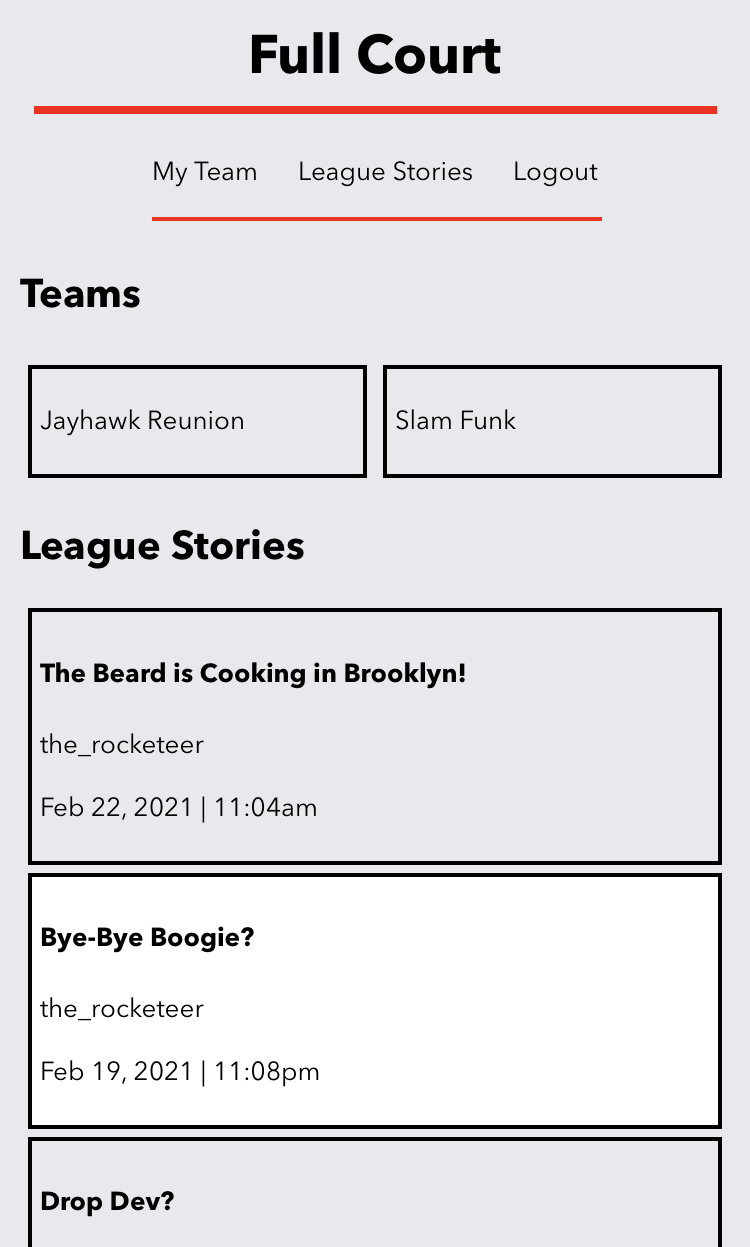 Full Court
My Team League Stories Logout
Teams
Jayhawk Reunion Slam Funk
League Stories
The Beard is Cooking in Brooklyn!
the_rocketeer
Feb 22, 2021 | 11:04am
Bye-Bye Boogie?
the_rocketeer
Feb 19, 2021 | 11:08pm
Drop Dev?